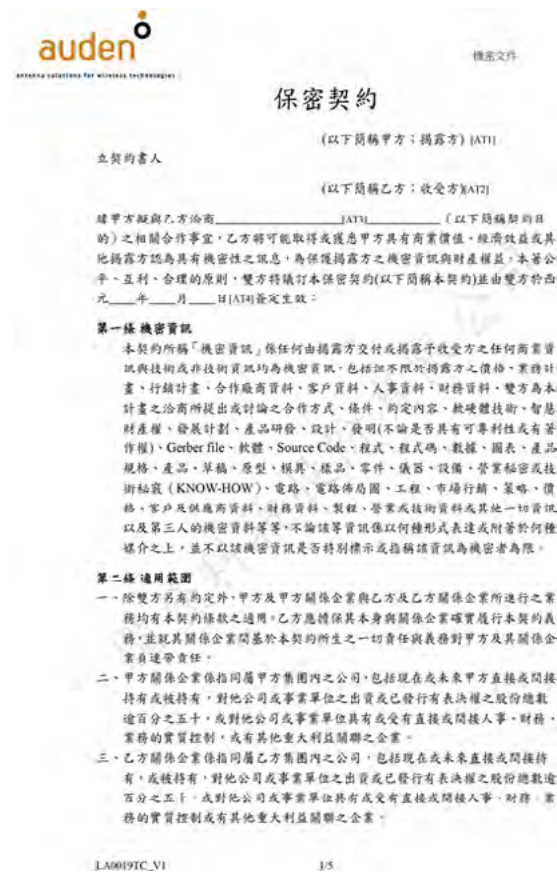 auden
antenna solutions for wireless technologies
機密文件
保密契約
(以下簡稱甲方；揭露方) [AT1]
立契約書人
(以下簡稱乙方；收受方)[AT2]
緣甲方擬與乙方洽商____________________[AT3]____________（以下簡稱契約目
的）之相關合作事宜，乙方將可能取得或獲悉甲方具有商業價值、經濟效益或其
他揭露方認為具有機密性之訊息，為保護揭露方之機密資訊與財產權益，本著公
平、互利、合理的原則，雙方特議訂本保密契約(以下簡稱本契約)並由雙方於西
元____年____月____日[AT4]簽定生效：
第一條 機密資訊
本契約所稱「機密資訊」係任何由揭露方交付或揭露予收受方之任何商業資
訊與技術或非技術資訊均為機密資訊，包括但不限於揭露方之價格、業務計
畫、行銷計畫、合作廠商資料、客戶資料、人事資料、財務資料、雙方為本
計畫之洽商所提出或討論之合作方式、條件、約定內容、軟硬體技術、智慧
財產權、發展計劃、產品研發、設計、發明(不論是否具有可專利性或有著
作權)、Gerber file、軟體、Source Code、程式、程式碼、數據、圖表、產品
規格、產品、草稿、原型、模具、樣品、零件、儀器、設備、營業秘密或技
術秘竅（KNOW-HOW）、電路、電路佈局圖、工程、市場行銷、策略、價
格、客戶及供應商資料、財務資料、製程、營業或技術資料或其他一切資訊
以及第三人的機密資料等等，不論該等資訊係以何種形式表達或附著於何種
媒介之上，並不以該機密資訊是否特別標示或指稱該資訊為機密者為限。
第二條 適用範圍
一、除雙方另有約定外，甲方及甲方關係企業與乙方及乙方關係企業所進行之業
務均有本契約條款之適用。乙方應擔保其本身與關係企業確實履行本契約義
務，並就其關係企業間基於本契約所生之一切責任與義務對甲方及其關係企
業負連帶責任。
二、甲方關係企業係指同屬甲方集團內之公司，包括現在或未來甲方直接或間接
持有或被持有，對他公司或事業單位之出資或已發行有表決權之股份總數
逾百分之五十，或對他公司或事業單位具有或受有直接或間接人事、財務、
業務的實質控制，或有其他重大利益關聯之企業。
三、乙方關係企業係指同屬乙方集團內之公司，包括現在或未來直接或間接持
有，或被持有，對他公司或事業單位之出資或已發行有表決權之股份總數逾
百分之五十，或對他公司或事業單位具有或受有直接或間接人事、財務、業
務的實質控制或有其他重大利益關聯之企業。
LA0019TC_V1
1/5